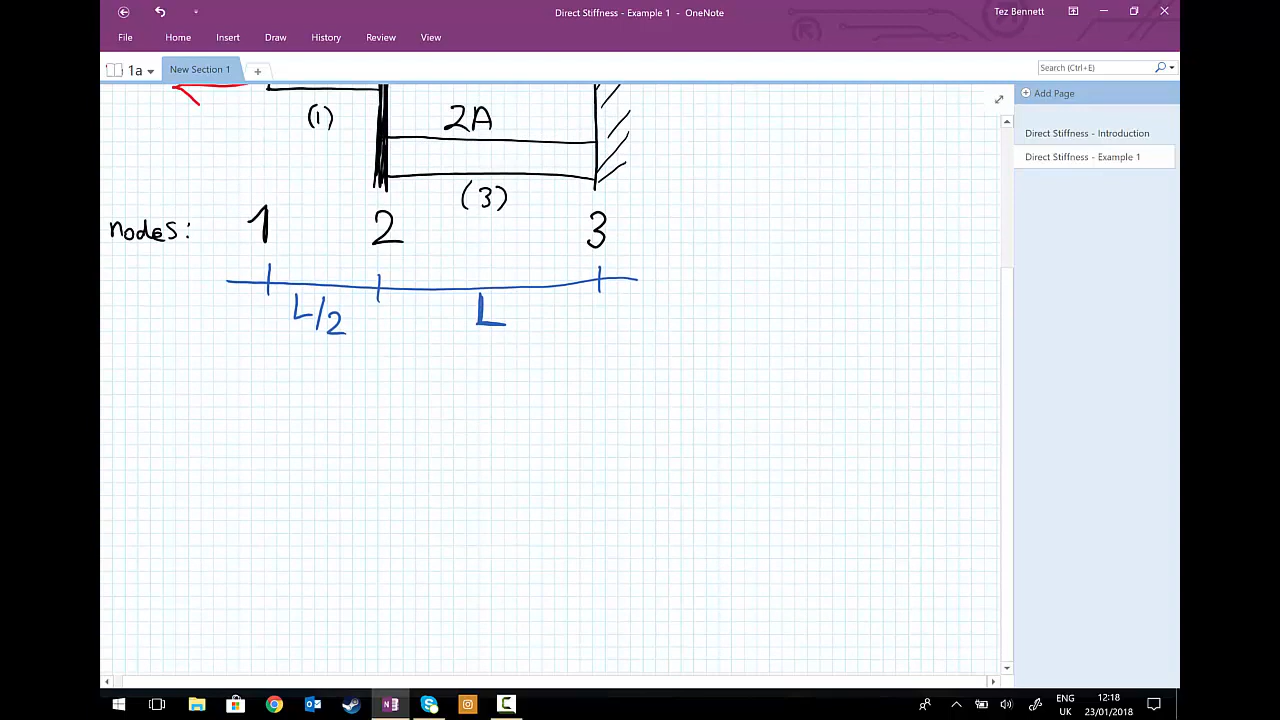 Direct Stiffness - Example 1 - OneNote
Tez Bennett
File Home Insert Draw History Review View
1a
New Section 1
Search (Ctrl+E)
Add Page
Direct Stiffness - Introduction
Direct Stiffness - Example 1
(1)
2A
(3)
nodes: 1 2 3
L/2 L
ENG
UK
12:18
23/01/2018